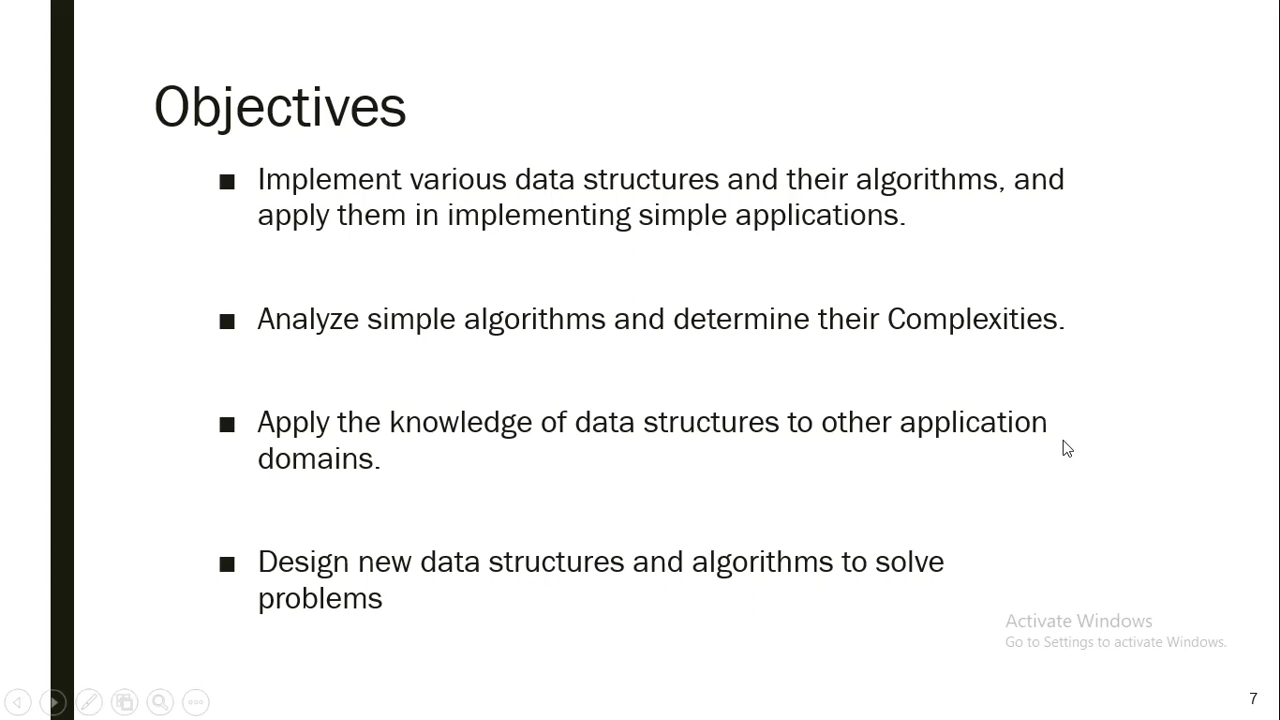 Objectives
■ Implement various data structures and their algorithms, and
apply them in implementing simple applications.
■ Analyze simple algorithms and determine their Complexities.
■ Apply the knowledge of data structures to other application
domains.
■ Design new data structures and algorithms to solve
problems
Activate Windows
Go to Settings to activate Windows.
7